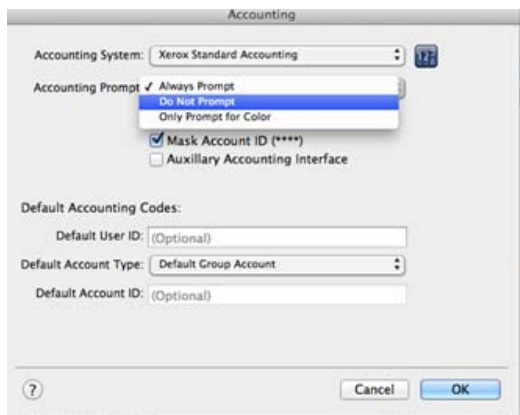 Accounting
Accounting System: Xerox Standard Accounting
Accounting Prompt ✓ Always Prompt
Do Not Prompt
Only Prompt for Color
Mask Account ID (****)
Auxillary Accounting Interface
Default Accounting Codes:
Default User ID: (Optional)
Default Account Type: Default Group Account
Default Account ID: (Optional)
? Cancel OK